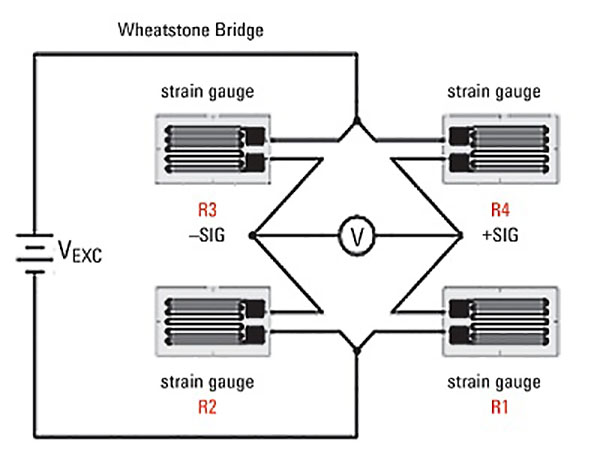 Wheatstone Bridge
strain gauge
strain gauge
R3
R4
–SIG
V
+SIG
VEXC
strain gauge
strain gauge
R2
R1